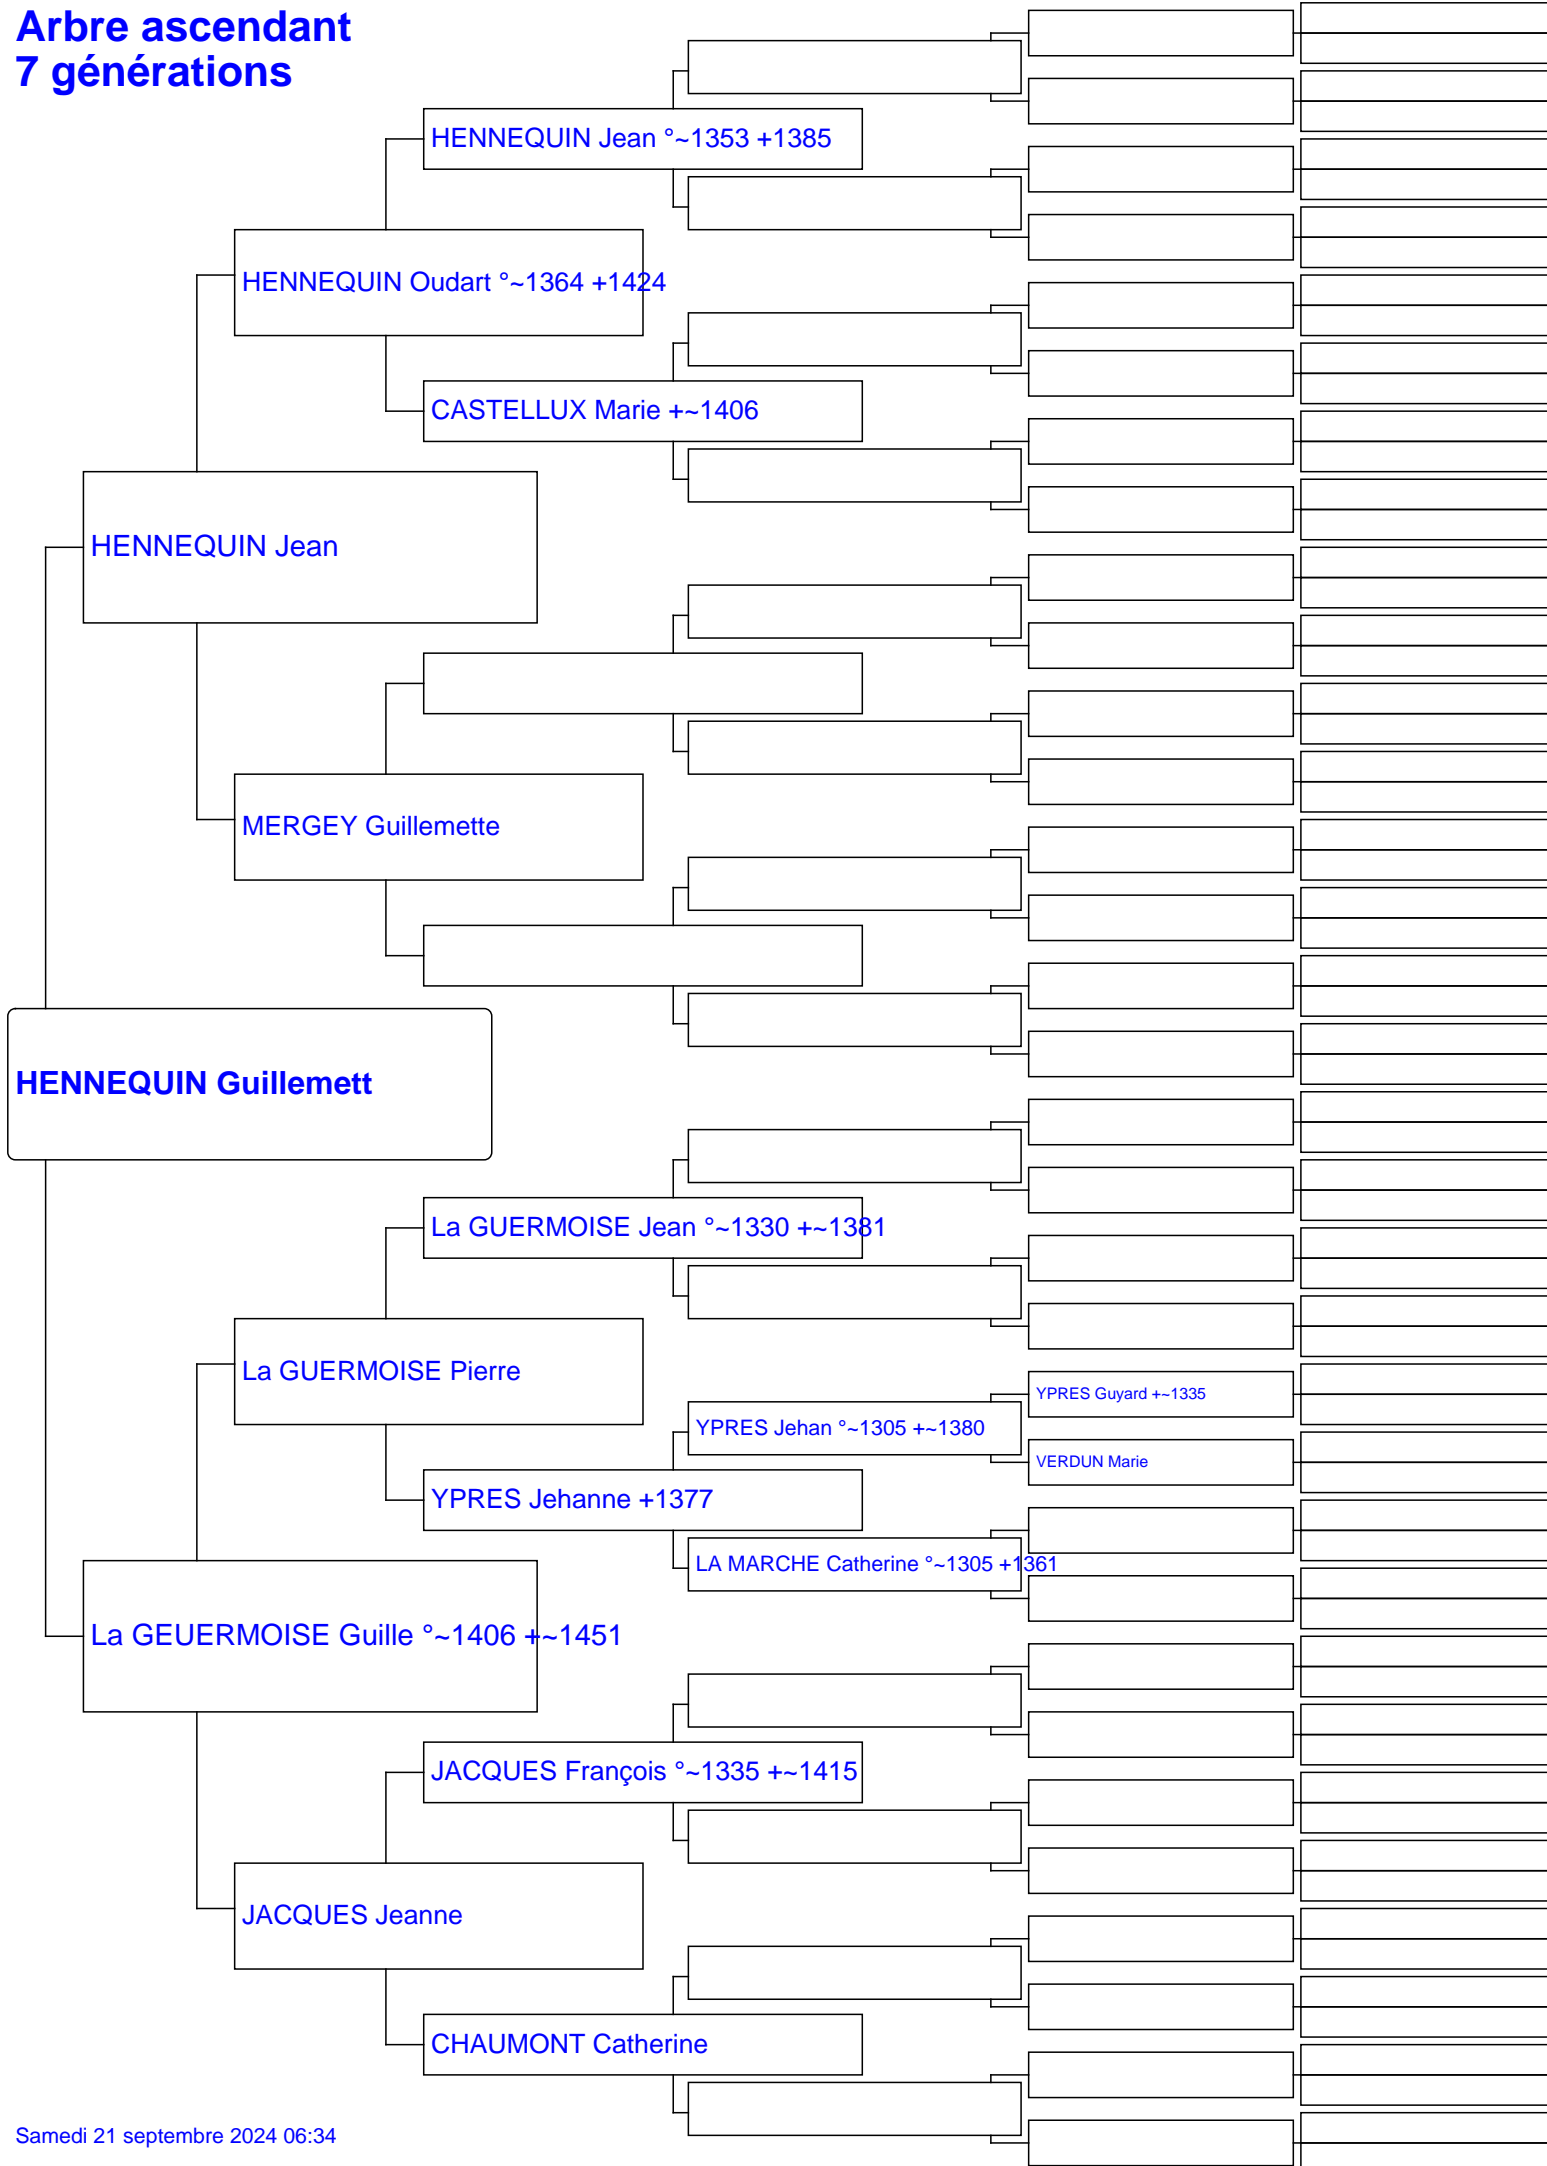 Arbre ascendant
7 générations
HENNEQUIN Jean °~1353 +1385
HENNEQUIN Oudart °~1364 +1424
CASTELLUX Marie +~1406
HENNEQUIN Jean
MERGEY Guillemette
HENNEQUIN Guillemett
La GUERMOISE Jean °~1330 +~1381
La GUERMOISE Pierre
YPRES Guyard +~1335
YPRES Jehan °~1305 +~1380
VERDUN Marie
YPRES Jehanne +1377
LA MARCHE Catherine °~1305 +1361
La GEUERMOISE Guille °~1406 +~1451
JACQUES François °~1335 +~1415
JACQUES Jeanne
CHAUMONT Catherine
Samedi 21 septembre 2024 06:34